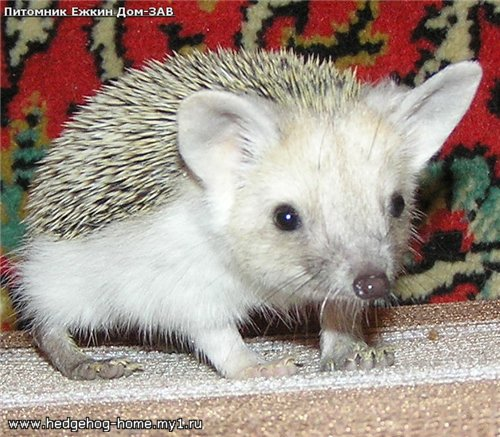 Питомник Ежкин Дом-ЗАВ
www.hedgehog-home.my1.ru